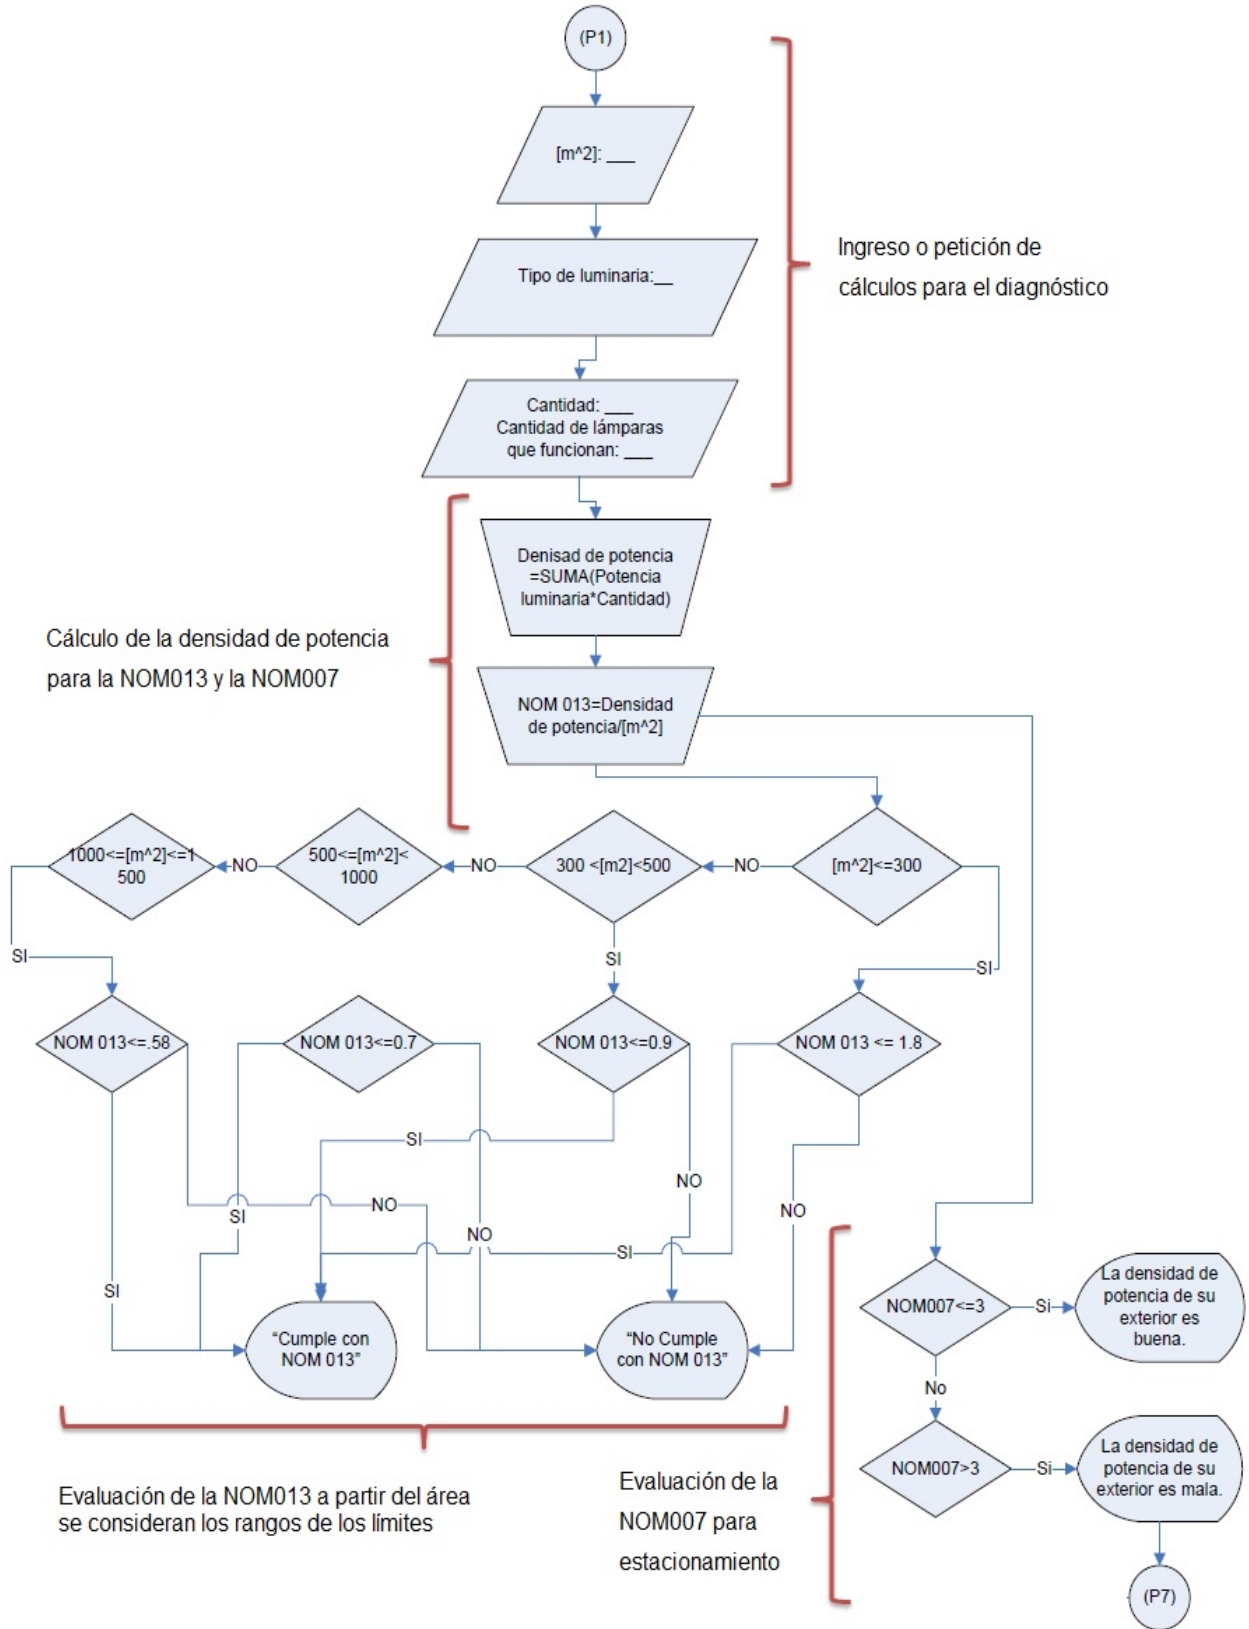 (P1)
[m^2]: ___
Tipo de luminaria:__
Ingreso o petición de
cálculos para el diagnóstico
Cantidad: ___
Cantidad de lámparas
que funcionan: ___
Denisad de potencia
=SUMA(Potencia
luminaria*Cantidad)
Cálculo de la densidad de potencia
para la NOM013 y la NOM007
NOM 013=Densidad
de potencia/[m^2]
1000<=[m^2]<=1
500
NO
500<=[m^2]<
1000
NO
300 <[m2]<500
NO
[m^2]<=300
SI
SI
SI
NOM 013<=.58
NOM 013<=0.7
NOM 013<=0.9
NOM 013 <= 1.8
SI
NO
NO
SI
NO
NO
SI
SI
"Cumple con
NOM 013"
"No Cumple
con NOM 013"
NOM007<=3
Si
La densidad de
potencia de su
exterior es
buena.
No
NOM007>3
Si
La densidad de
potencia de su
exterior es mala.
Evaluación de la NOM013 a partir del área
se consideran los rangos de los límites
Evaluación de la
NOM007 para
estacionamiento
(P7)